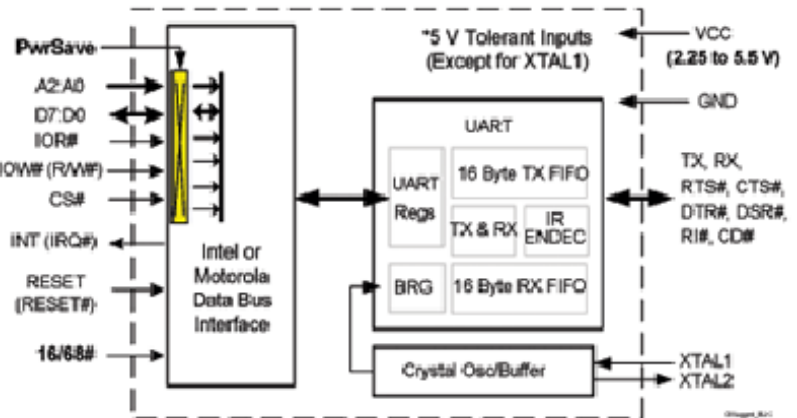 PwrSave
A2:A0
D7:D0
IOR#
IOW# (R/W#)
CS#
INT (IRQ#)
RESET
(RESET#)
16/68#
Intel or
Motorola
Data Bus
Interface
*5 V Tolerant Inputs
(Except for XTAL1)
UART
UART
Regs
16 Byte TX FIFO
TX & RX
IR
ENDEC
BRG
16 Byte RX FIFO
Crystal Osc/Buffer
VCC
(2.25 to 5.5 V)
GND
TX, RX,
RTS#, CTS#,
DTR#, DSR#,
RI#, CD#
XTAL1
XTAL2